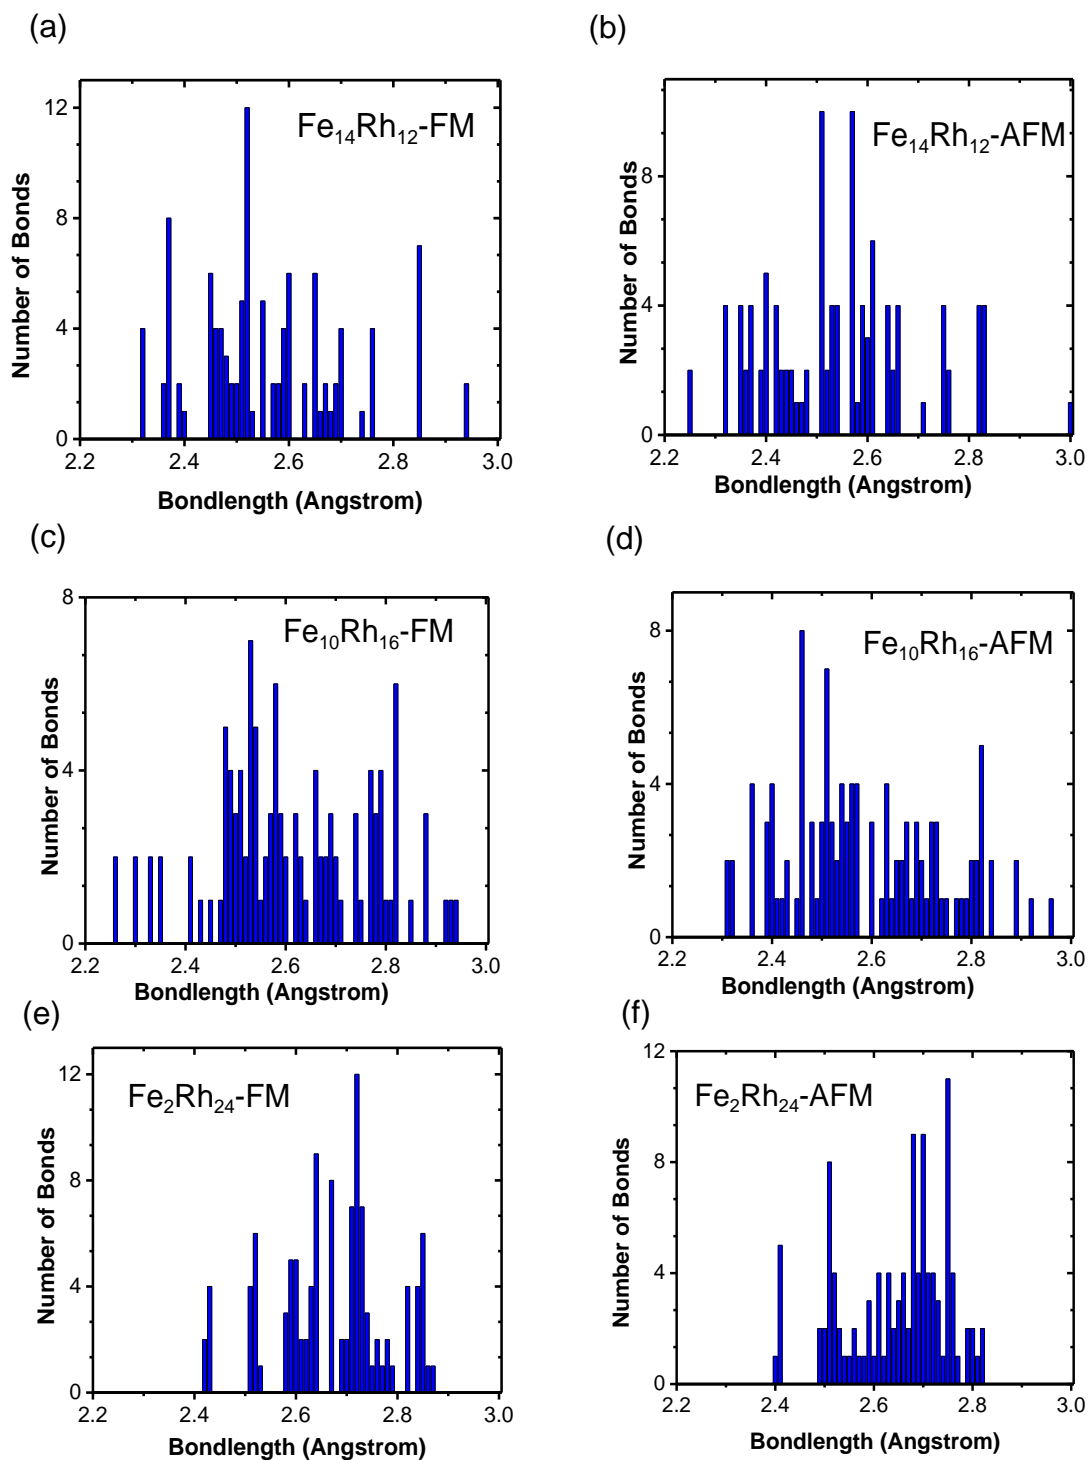 (a)
Fe₁₄Rh₁₂-FM
Number of Bonds
12
8
4
0
2.2 2.4 2.6 2.8 3.0
Bondlength (Angstrom)
(b)
Fe₁₄Rh₁₂-AFM
Number of Bonds
8
4
0
2.2 2.4 2.6 2.8 3.0
Bondlength (Angstrom)
(c)
Fe₁₀Rh₁₆-FM
Number of Bonds
8
4
0
2.2 2.4 2.6 2.8 3.0
Bondlength (Angstrom)
(d)
Fe₁₀Rh₁₆-AFM
Number of Bonds
8
4
0
2.2 2.4 2.6 2.8 3.0
Bondlength (Angstrom)
(e)
Fe₂Rh₂₄-FM
Number of Bonds
12
8
4
0
2.2 2.4 2.6 2.8 3.0
Bondlength (Angstrom)
(f)
Fe₂Rh₂₄-AFM
Number of Bonds
12
8
4
0
2.2 2.4 2.6 2.8 3.0
Bondlength (Angstrom)